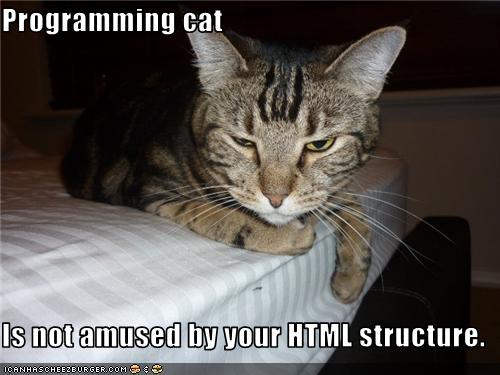 Programming cat
Is not amused by your HTML structure.
ICANHASCHEEZBURGER.COM